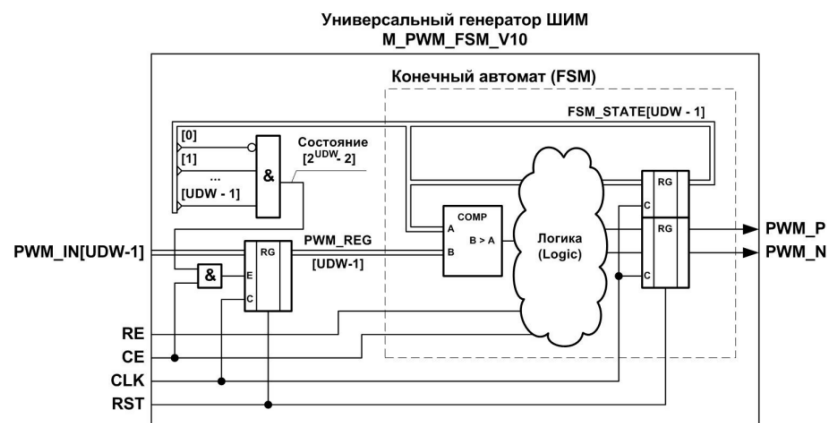 Универсальный генератор ШИМ
M_PWM_FSM_V10
Конечный автомат (FSM)
FSM_STATE[UDW - 1]
[0]
[1]
...
[UDW - 1]
&
Состояние
[2^UDW - 2]
PWM_IN[UDW-1]
&
RG
E
C
PWM_REG
[UDW-1]
COMP
A
B
B > A
Логика
(Logic)
RG
C
RG
C
PWM_P
PWM_N
RE
CE
CLK
RST